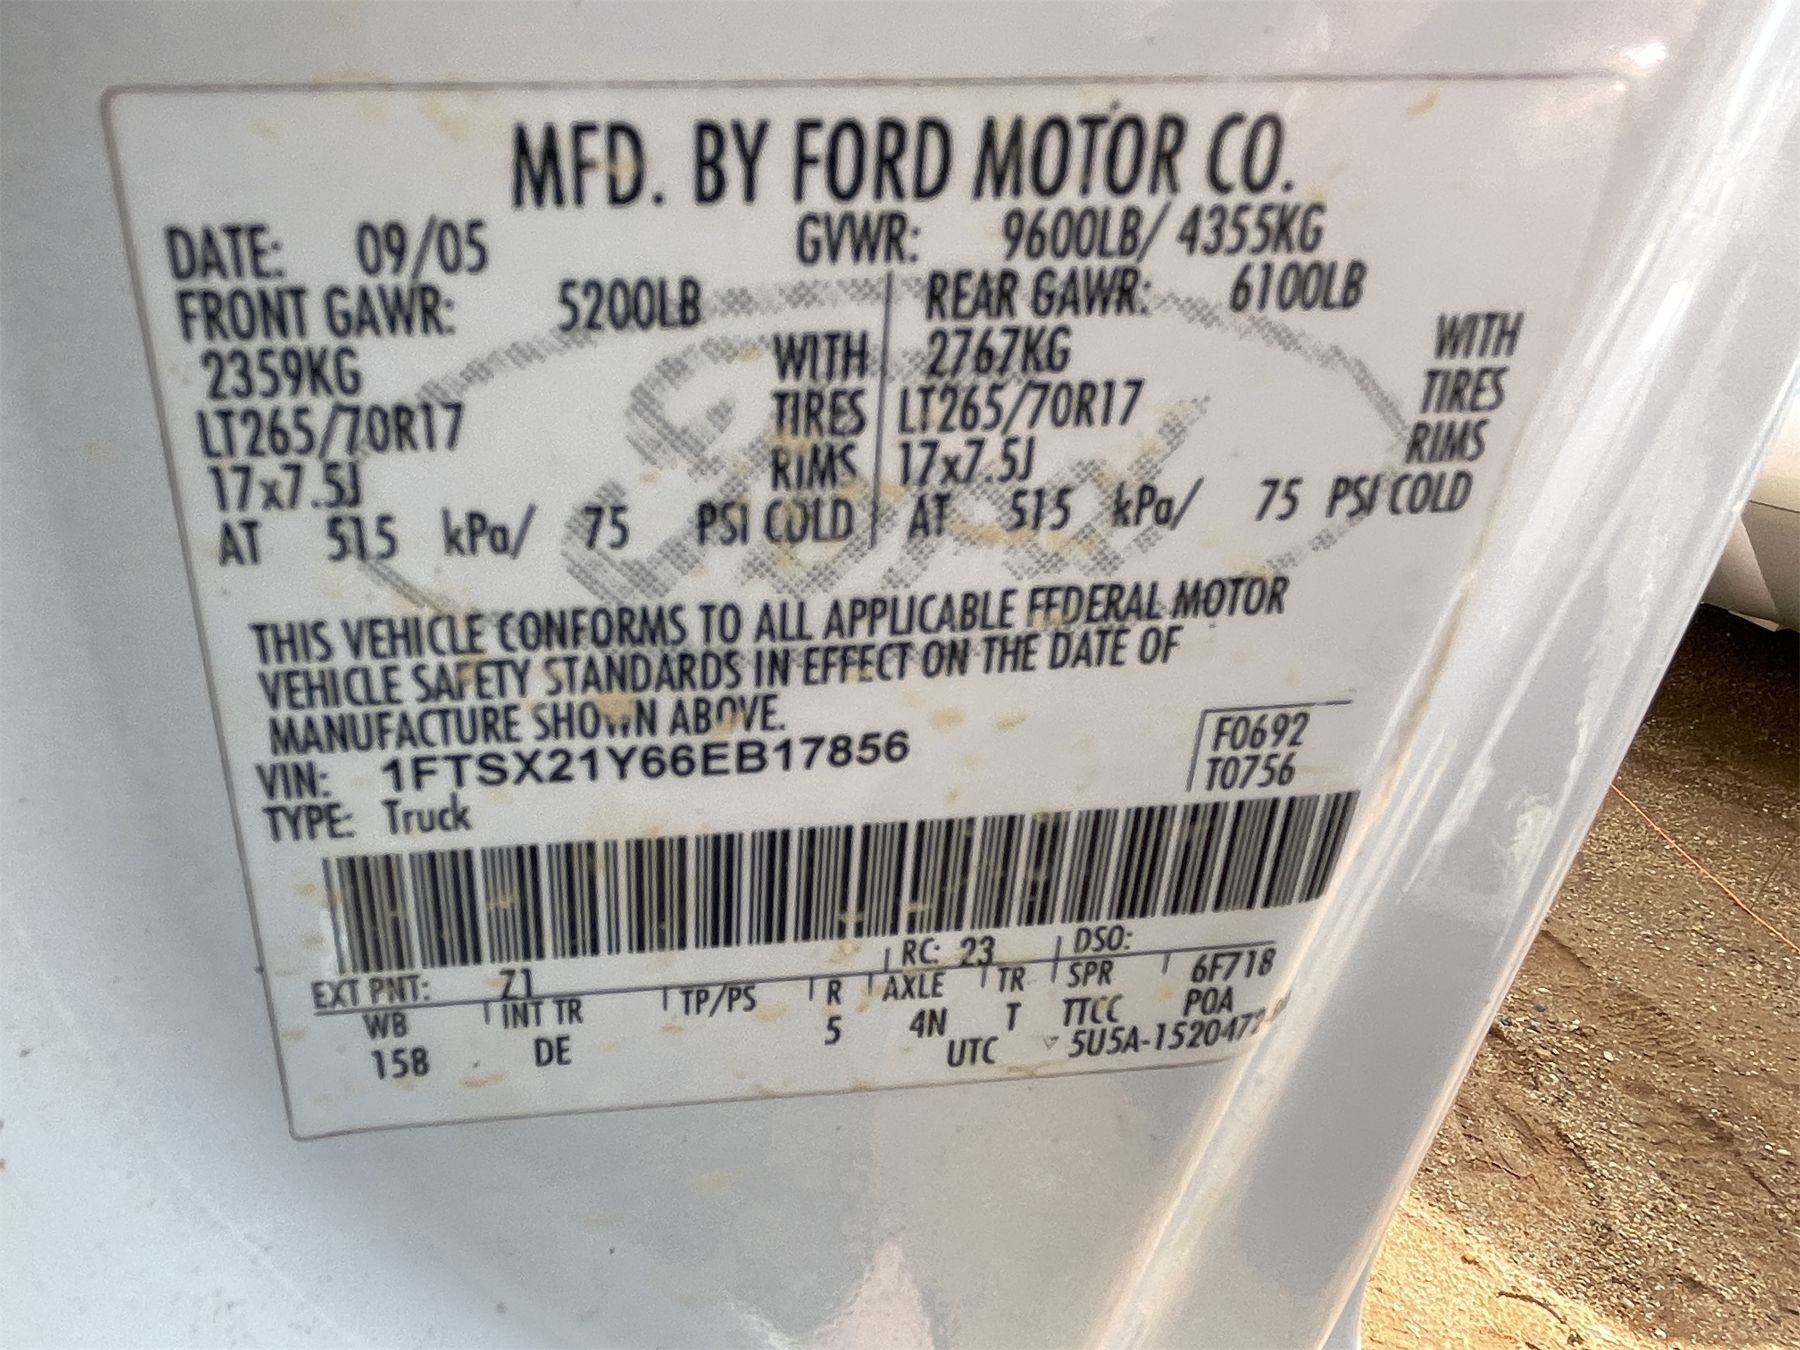 MFD. BY FORD MOTOR CO.
DATE: 09/05 GVWR: 9600LB/ 4355KG
FRONT GAWR: 5200LB REAR GAWR: 6100LB
2359KG WITH 2767KG WITH
LT265/70R17 TIRES LT265/70R17 TIRES
17x7.5J RIMS 17x7.5J RIMS
AT 515 kPa/ 75 PSI COLD AT 515 kPa/ 75 PSI COLD
THIS VEHICLE CONFORMS TO ALL APPLICABLE FEDERAL MOTOR
VEHICLE SAFETY STANDARDS IN EFFECT ON THE DATE OF
MANUFACTURE SHOWN ABOVE.
VIN: 1FTSX21Y66EB17856 F0692
TYPE: Truck T0756
RC: 23 DSO:
EXT PNT: Z1 6F718
WB INT TR TP/PS R AXLE TR SPR
158 DE 5 4N T TTCC POA
UTC